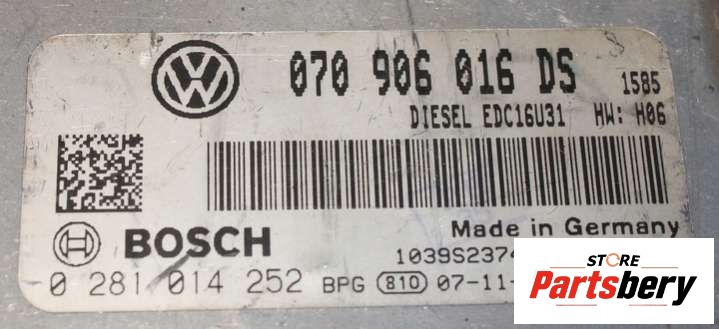 070 906 016 DS 1585
DIESEL EDC16U31 HW: H06
Made in Germany
BOSCH
1039S2374
0 281 014 252 BPG 810 07-11-
STORE
Partsbery